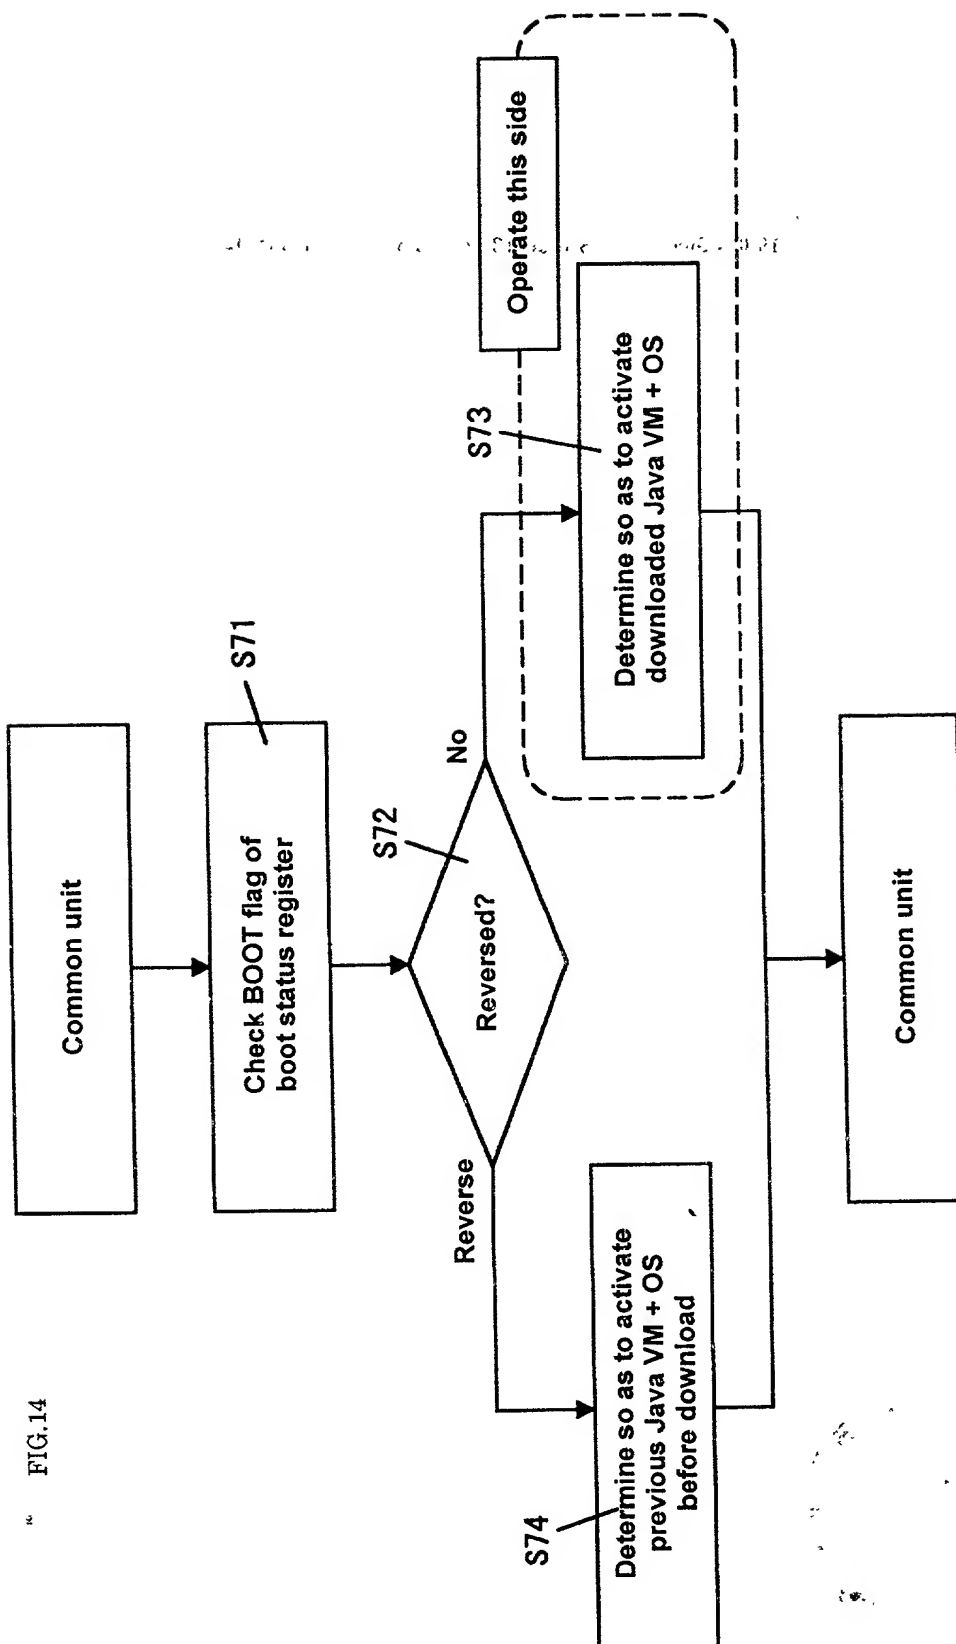 FIG.14
Common unit
Check BOOT flag of
boot status register
S71
Reversed?
S72
Reverse
No
Operate this side
S73
Determine so as to activate
downloaded Java VM + OS
S74
Determine so as to activate
previous Java VM + OS
before download
Common unit